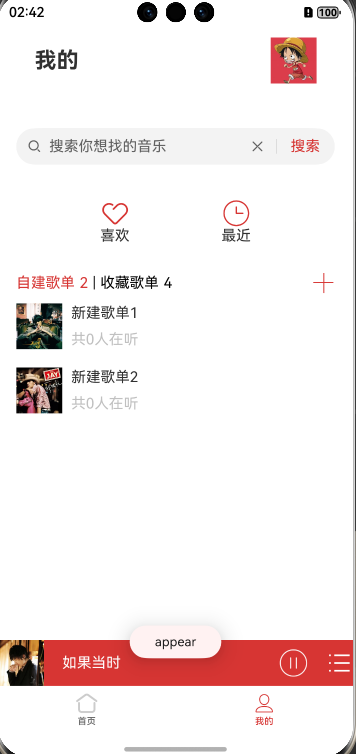 02:42
100
我的
搜索你想找的音乐
搜索
喜欢
最近
自建歌单 2 | 收藏歌单 4
新建歌单1
共0人在听
新建歌单2
共0人在听
JAY
如果当时
appear
首页
我的